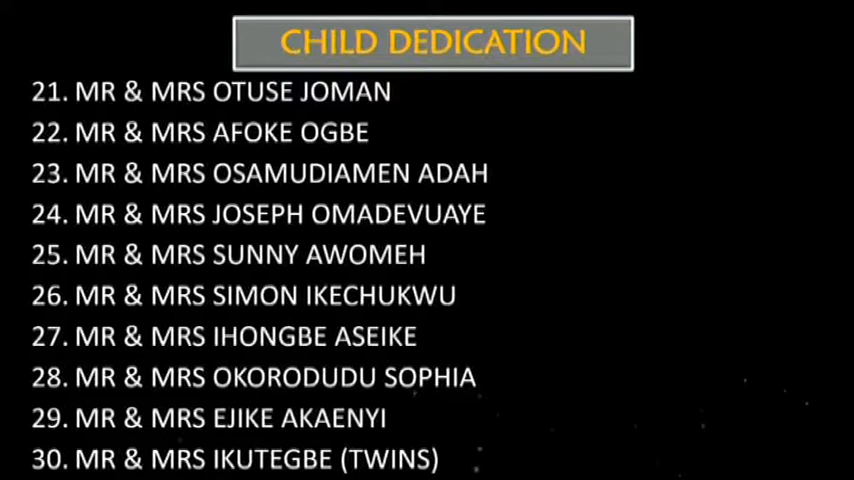 CHILD DEDICATION
21. MR & MRS OTUSE JOMAN
22. MR & MRS AFOKE OGBE
23. MR & MRS OSAMUDIAMEN ADAH
24. MR & MRS JOSEPH OMADEVUAYE
25. MR & MRS SUNNY AWOMEH
26. MR & MRS SIMON IKECHUKWU
27. MR & MRS IHONGBE ASEIKE
28. MR & MRS OKORODUDU SOPHIA
29. MR & MRS EJIKE AKAENYI
30. MR & MRS IKUTEGBE (TWINS)